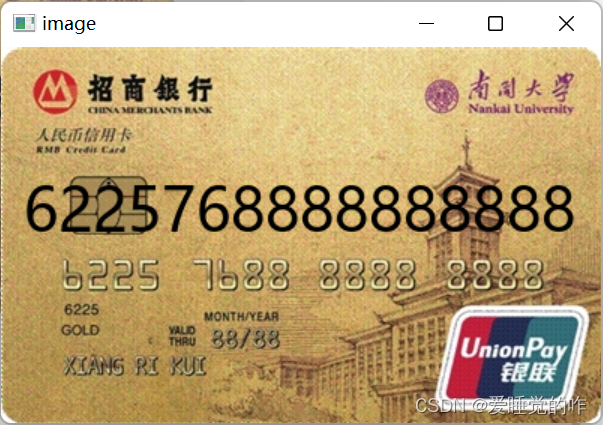 image
招商银行
CHINA MERCHANTS BANK
南開大學
Nankai University
人民币信用卡
RMB Credit Card
6225768888888888
6225 7688 8888 8888
6225
MONTH/YEAR
GOLD
VALID THRU 88/88
XIANG RI KUI
UnionPay
银联
CSDN @爱睡觉的咋